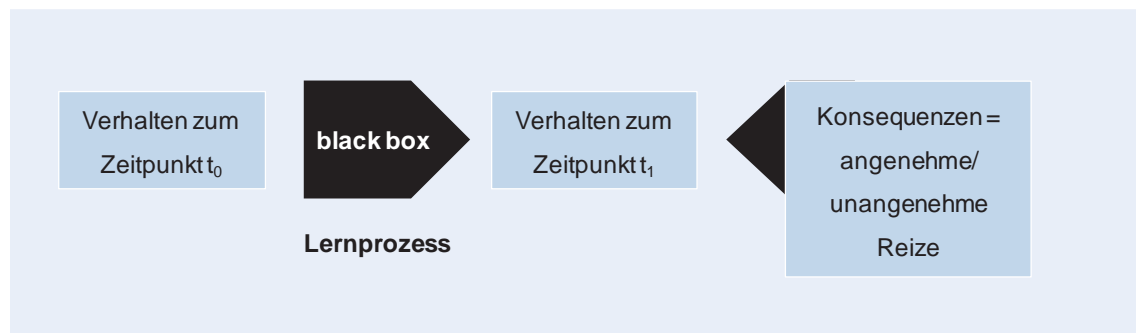 Verhalten zum
Zeitpunkt t₀
black box
Lernprozess
Verhalten zum
Zeitpunkt t₁
Konsequenzen =
angenehme/
unangenehme
Reize